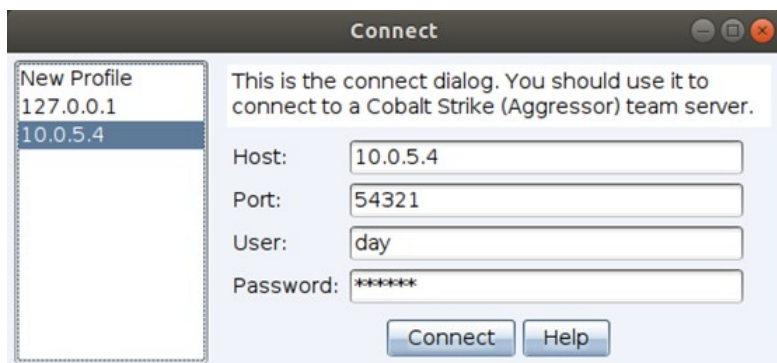 Connect
New Profile
127.0.0.1
10.0.5.4
This is the connect dialog. You should use it to
connect to a Cobalt Strike (Aggressor) team server.
Host: 10.0.5.4
Port: 54321
User: day
Password: ******
Connect Help